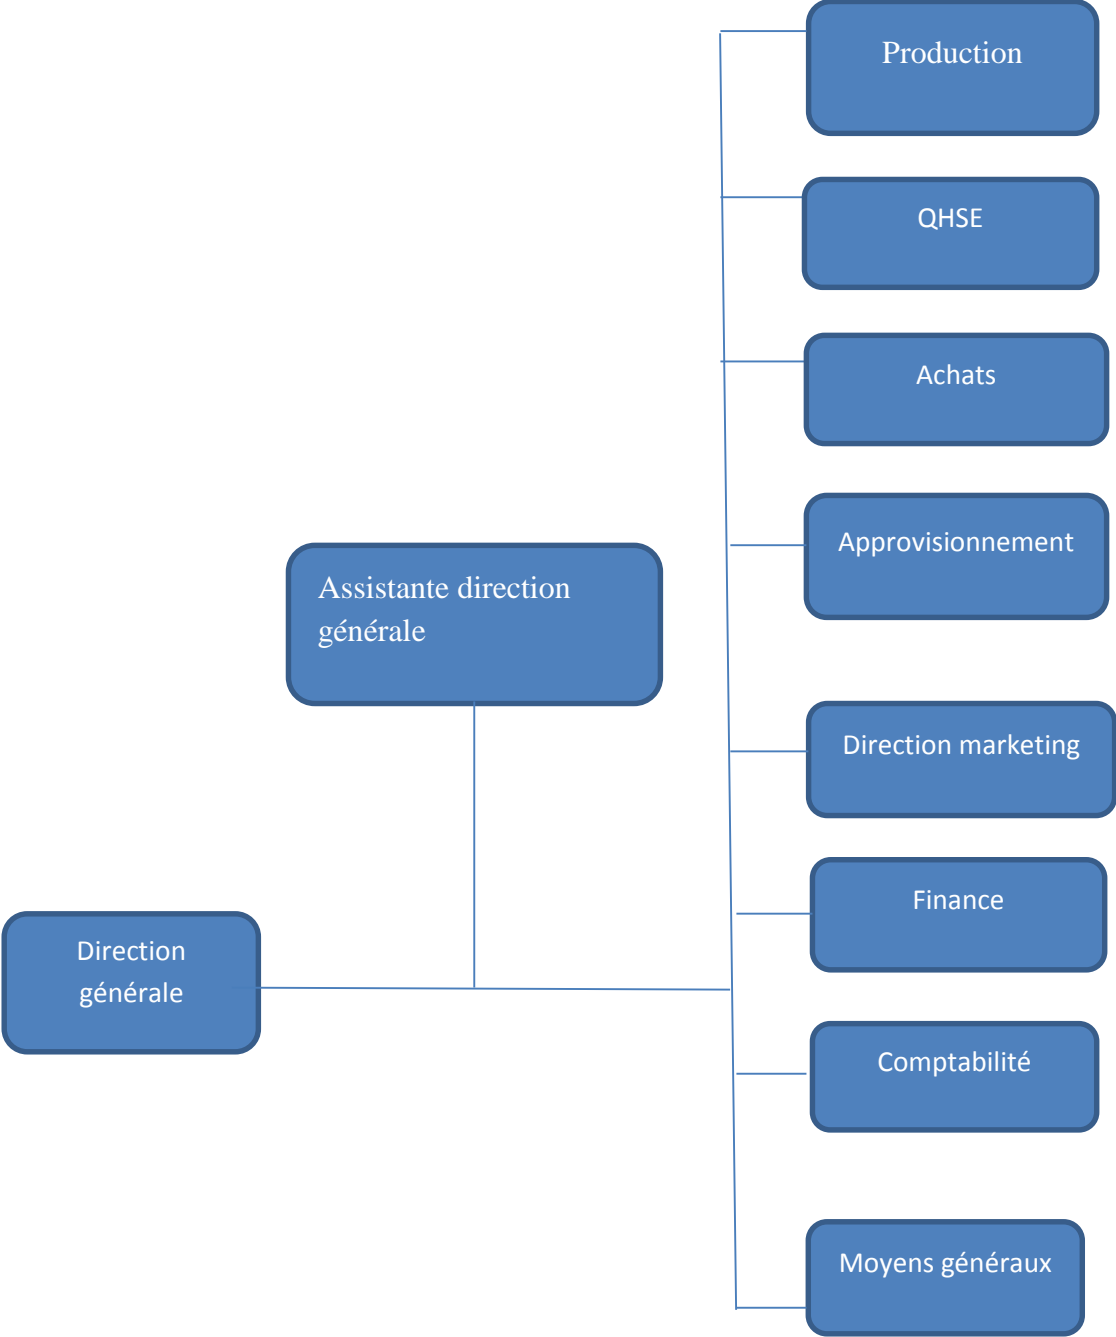 Production
QHSE
Achats
Approvisionnement
Assistante direction
générale
Direction marketing
Finance
Direction
générale
Comptabilité
Moyens généraux